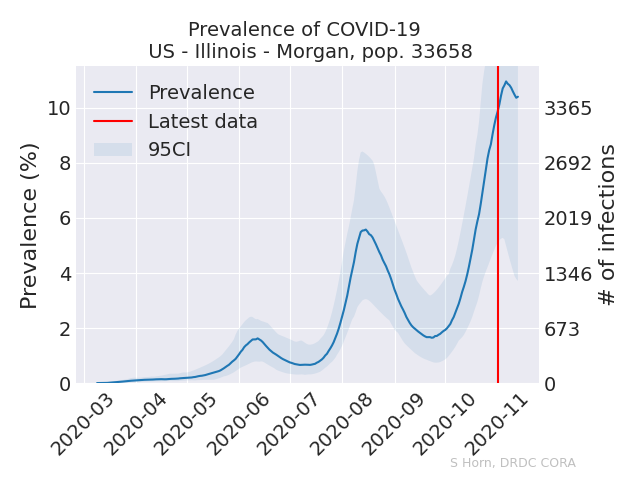 Prevalence of COVID-19
US - Illinois - Morgan, pop. 33658
Prevalence
Latest data
95CI
Prevalence (%)
10
8
6
4
2
0
3365
2692
2019
1346
673
0
# of infections
2020-03
2020-04
2020-05
2020-06
2020-07
2020-08
2020-09
2020-10
2020-11
S Horn, DRDC CORA